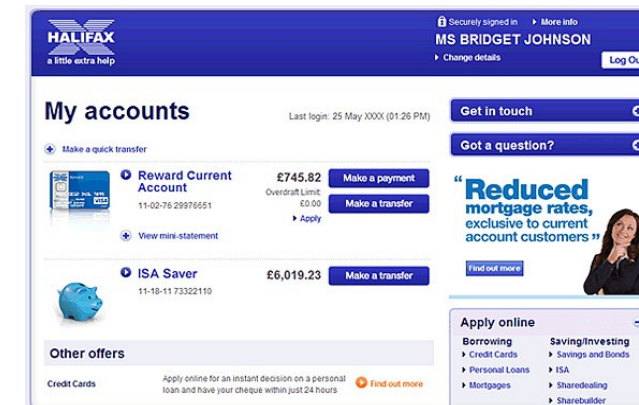 HALIFAX
a little extra help
Securely signed in
More info
MS BRIDGET JOHNSON
Change details
Log Ou
My accounts
Last login: 25 May XXXX (01:26 PM)
Make a quick transfer
Reward Current
Account
11-02-76 29976651
£745.82
Overdraft Limit:
£0.00
Apply
Make a payment
Make a transfer
View mini-statement
ISA Saver
11-18-11 73322110
£6,019.23
Make a transfer
Other offers
Credit Cards
Apply online for an instant decision on a personal
loan and have your cheque within just 24 hours
Find out more
Get in touch
Got a question?
“Reduced
mortgage rates,
exclusive to current
account customers”
Find out more
Apply online
Borrowing
Credit Cards
Personal Loans
Mortgages
Saving/Investing
Savings and Bonds
ISA
Sharedealing
Sharebuilder